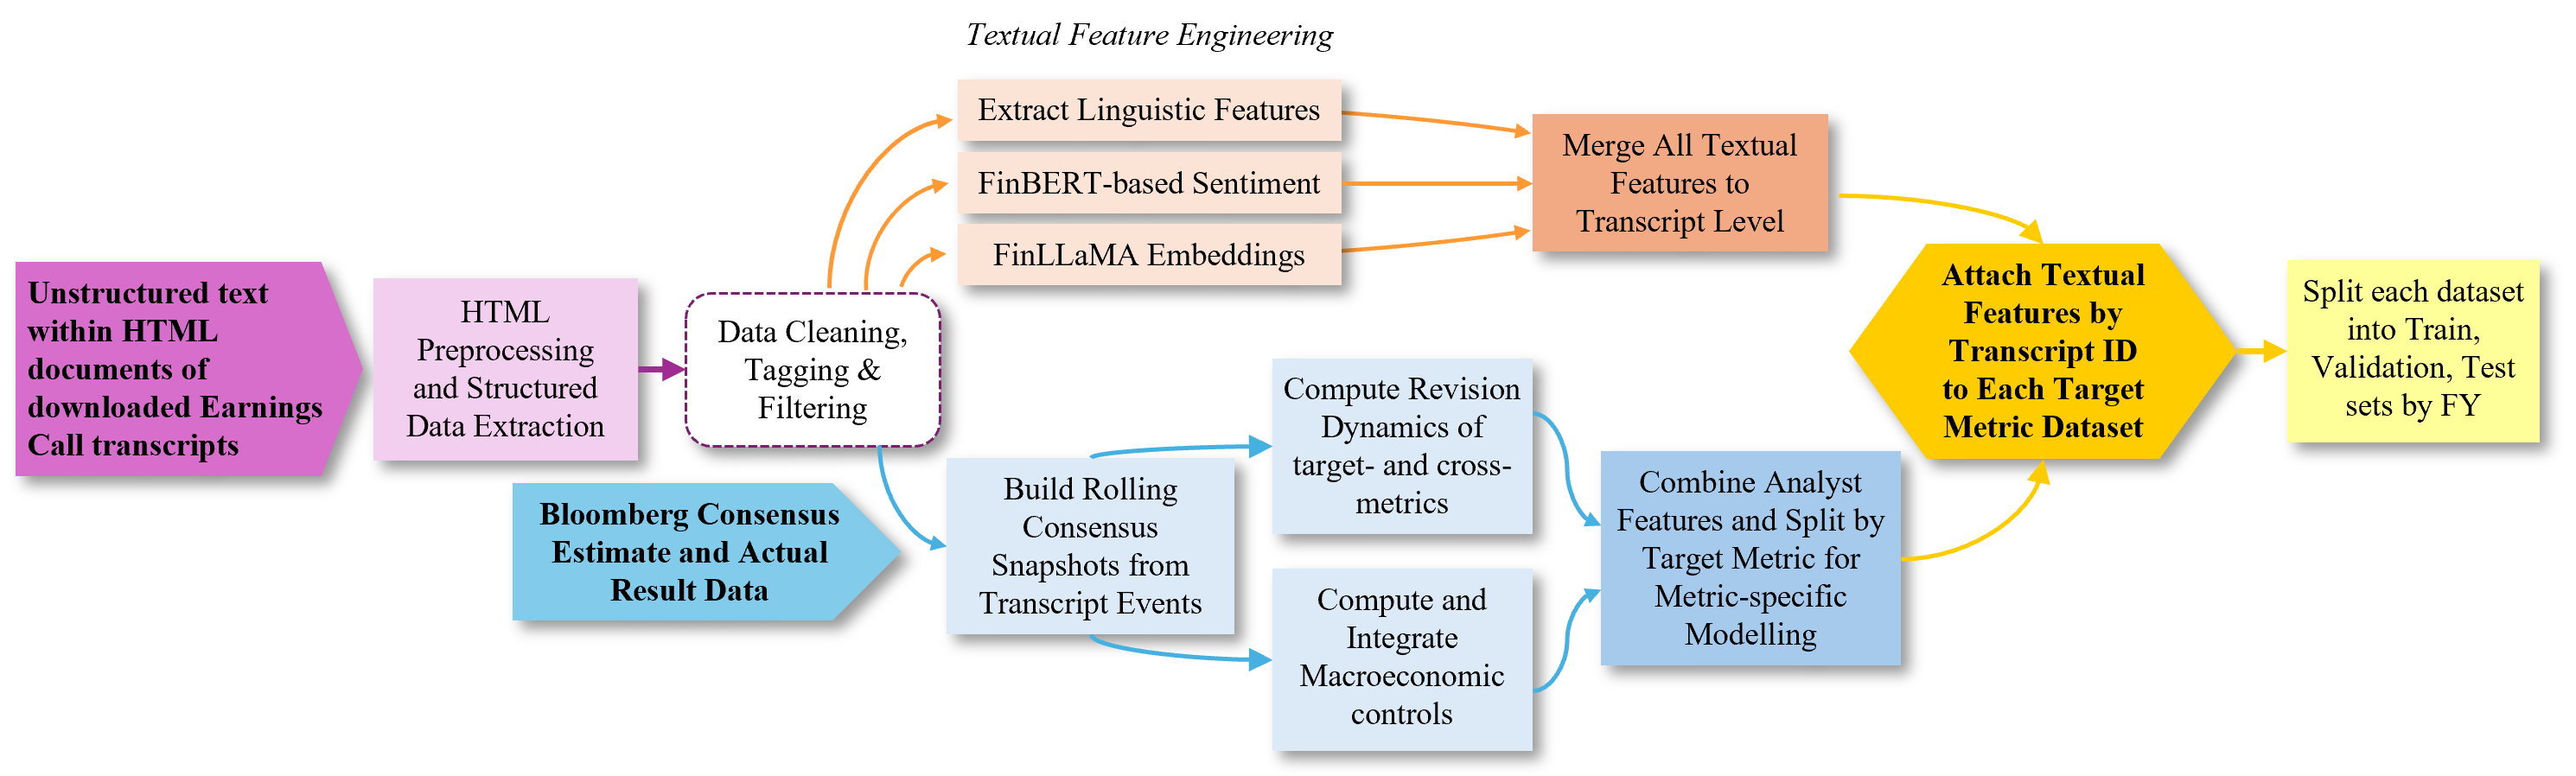 Textual Feature Engineering
Unstructured text
within HTML
documents of
downloaded Earnings
Call transcripts
HTML
Preprocessing
and Structured
Data Extraction
Data Cleaning,
Tagging &
Filtering
Extract Linguistic Features
FinBERT-based Sentiment
FinLLaMA Embeddings
Merge All Textual
Features to
Transcript Level
Bloomberg Consensus
Estimate and Actual
Result Data
Build Rolling
Consensus
Snapshots from
Transcript Events
Compute Revision
Dynamics of
target- and cross-
metrics
Compute and
Integrate
Macroeconomic
controls
Combine Analyst
Features and Split by
Target Metric for
Metric-specific
Modelling
Attach Textual
Features by
Transcript ID
to Each Target
Metric Dataset
Split each dataset
into Train,
Validation, Test
sets by FY